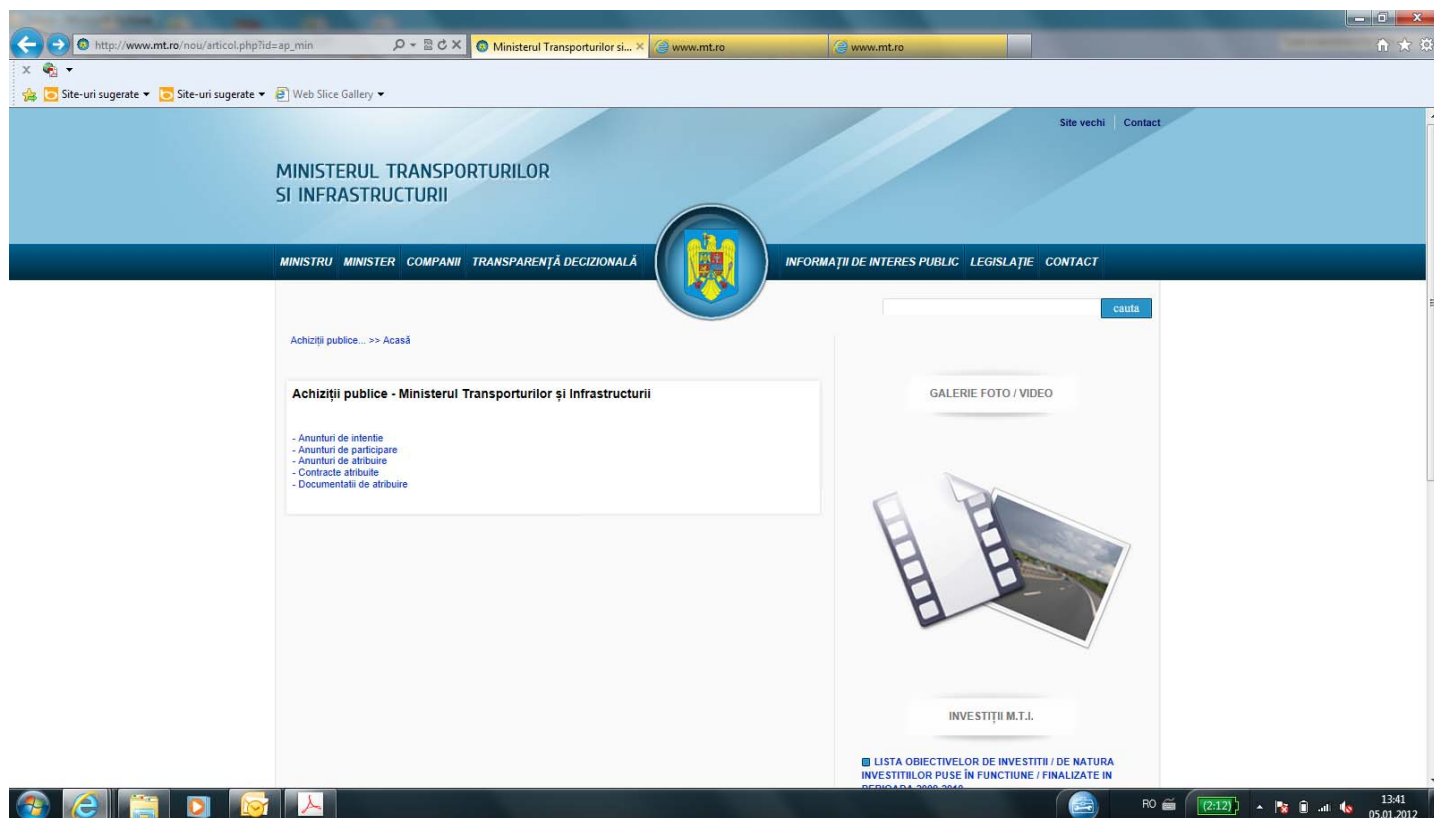 http://www.mt.ro/nou/articol.php?id=ap_min
Ministerul Transporturilor si...
www.mt.ro
www.mt.ro
Site-uri sugerate
Site-uri sugerate
Web Slice Gallery
Site vechi
Contact
MINISTERUL TRANSPORTURILOR
SI INFRASTRUCTURII
MINISTRU MINISTER COMPANII TRANSPARENȚĂ DECIZIONALĂ
INFORMAȚII DE INTERES PUBLIC LEGISLAȚIE CONTACT
cauta
Achiziții publice... >> Acasă
Achiziții publice - Ministerul Transporturilor și Infrastructurii
- Anunturi de intentie
- Anunturi de participare
- Anunturi de atribuire
- Contracte atribuite
- Documentatii de atribuire
GALERIE FOTO / VIDEO
INVESTIȚII M.T.I.
LISTA OBIECTIVELOR DE INVESTITII / DE NATURA
INVESTITIILOR PUSE ÎN FUNCTIUNE / FINALIZATE IN
PERIOADA 2009-2010
RO
(2:12)
13:41
05.01.2012